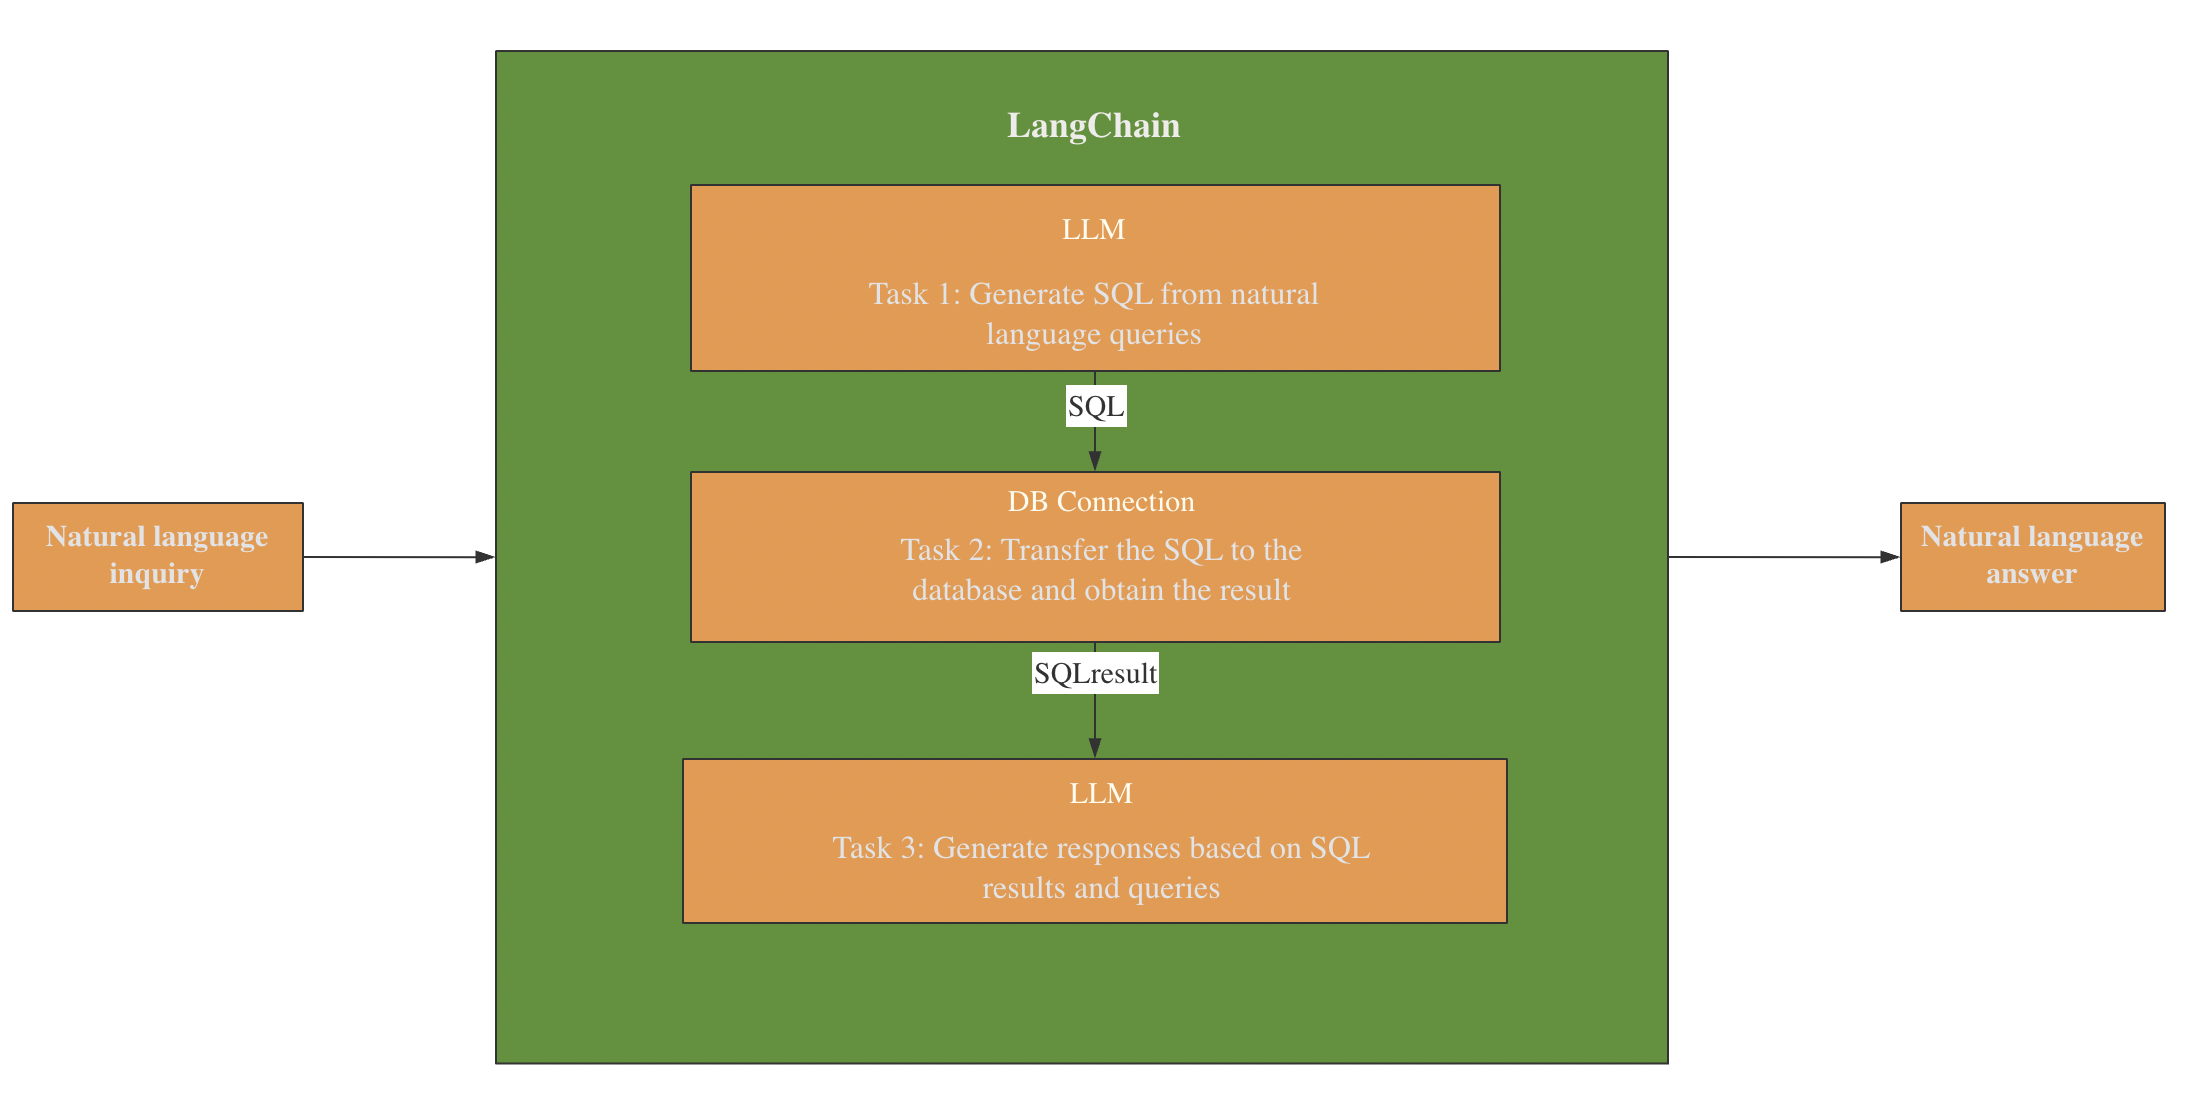 LangChain
LLM
Task 1: Generate SQL from natural
language queries
SQL
Natural language
inquiry
DB Connection
Task 2: Transfer the SQL to the
database and obtain the result
SQLresult
LLM
Task 3: Generate responses based on SQL
results and queries
Natural language
answer